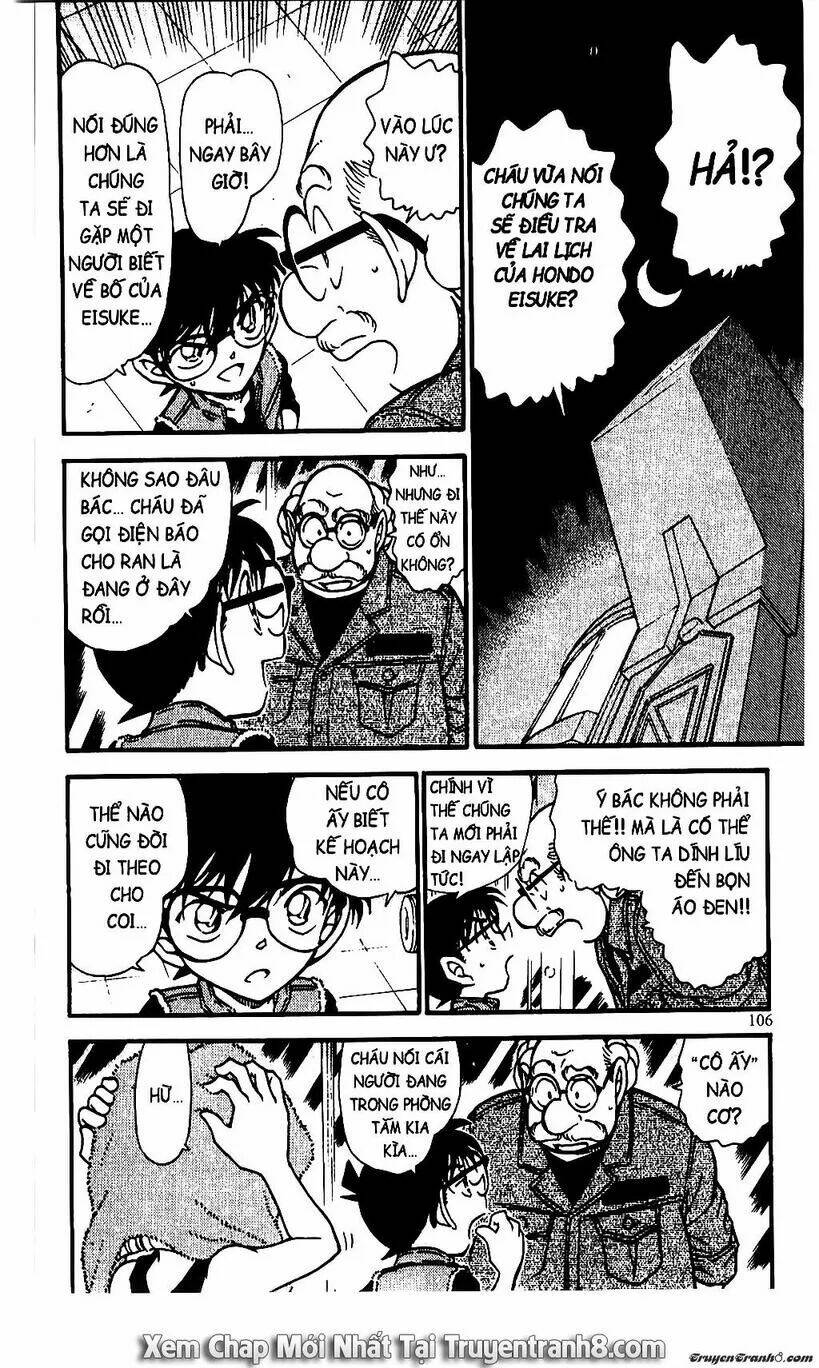 HẢ!?
CHÁU VỪA NÓI
CHÚNG TA
SẼ ĐIỀU TRA
VỀ LAI LỊCH
CỦA HONDO
EISUKE?
VÀO LÚC
NÀY Ư?
PHẢI...
NGAY BÂY
GIỜ!
NÓI ĐÚNG
HƠN LÀ
CHÚNG
TA SẼ ĐI
GẶP MỘT
NGƯỜI BIẾT
VỀ BỐ CỦA
EISUKE...
NHƯ...
NHƯNG ĐI
THẾ NÀY
CÓ ỔN
KHÔNG?
KHÔNG SAO ĐÂU
BÁC... CHÁU ĐÃ
GỌI ĐIỆN BÁO
CHO RAN LÀ
ĐANG Ở ĐÂY
RỒI...
Ý BÁC KHÔNG PHẢI
THẾ!! MÀ LÀ CÓ THỂ
ÔNG TA DÍNH LÍU
ĐẾN BỌN
ÁO ĐEN!!
CHÍNH VÌ
THẾ CHÚNG
TA MỚI PHẢI
ĐI NGAY LẬP
TỨC!
NẾU CÔ
ẤY BIẾT
KẾ HOẠCH
NÀY...
THỂ NÀO
CŨNG ĐÒI
ĐI THEO
CHO
COI...
106
"CÔ ẤY"
NÀO
CƠ?
CHÁU NÓI CÁI
NGƯỜI ĐANG
TRONG PHÒNG
TẮM KIA
KÌA...
HỪ...
Xem Chap Mới Nhất Tại Truyentranh8.com
TruyenTranh8.com